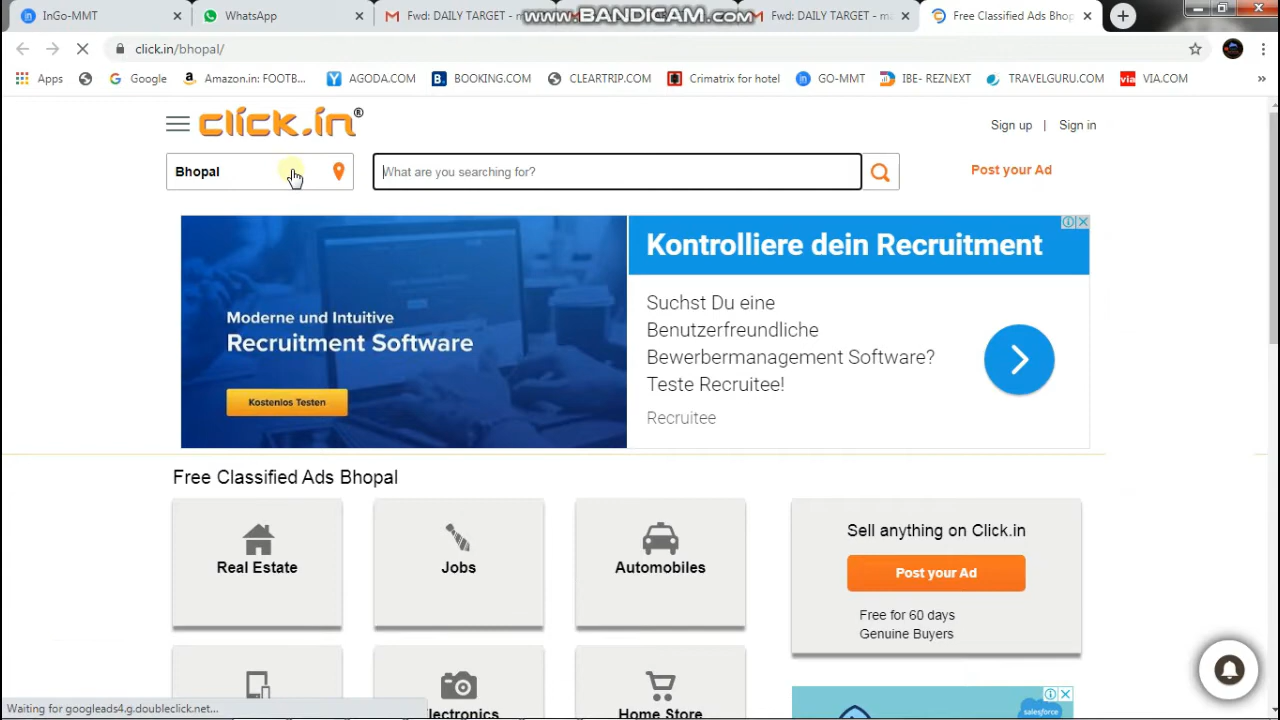 InGo-MMT
WhatsApp
Fwd: DAILY TARGET - m
www.BANDICAM.com
Fwd: DAILY TARGET - ma
Free Classified Ads Bhop
click.in/bhopal/
Apps
Google
Amazon.in: FOOTB...
AGODA.COM
BOOKING.COM
CLEARTRIP.COM
Crimatrix for hotel
GO-MMT
IBE- REZNEXT
TRAVELGURU.COM
VIA.COM
click.in®
Sign up | Sign in
Bhopal
What are you searching for?
Post your Ad
Moderne und Intuitive
Recruitment Software
Kostenlos Testen
Kontrolliere dein Recruitment
Suchst Du eine
Benutzerfreundliche
Bewerbermanagement Software?
Teste Recruitee!
Recruitee
Free Classified Ads Bhopal
Real Estate
Jobs
Automobiles
Sell anything on Click.in
Post your Ad
Free for 60 days
Genuine Buyers
lectronics
Home Store
salesforce
Waiting for googleads4.g.doubleclick.net...